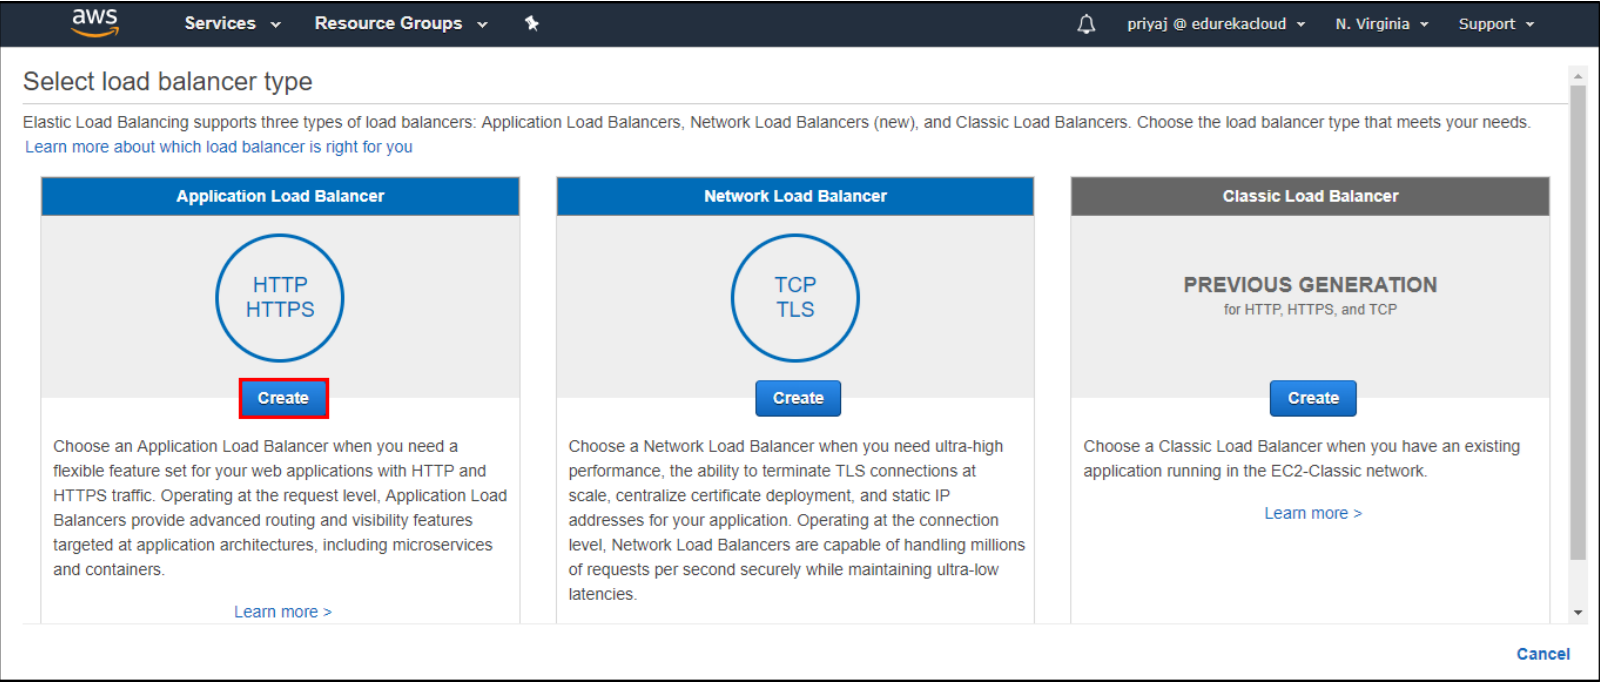 aws Services Resource Groups priyaj @ edurekacloud N. Virginia Support
Select load balancer type
Elastic Load Balancing supports three types of load balancers: Application Load Balancers, Network Load Balancers (new), and Classic Load Balancers. Choose the load balancer type that meets your needs.
Learn more about which load balancer is right for you
Application Load Balancer
HTTP
HTTPS
Create
Choose an Application Load Balancer when you need a
flexible feature set for your web applications with HTTP and
HTTPS traffic. Operating at the request level, Application Load
Balancers provide advanced routing and visibility features
targeted at application architectures, including microservices
and containers.
Learn more >
Network Load Balancer
TCP
TLS
Create
Choose a Network Load Balancer when you need ultra-high
performance, the ability to terminate TLS connections at
scale, centralize certificate deployment, and static IP
addresses for your application. Operating at the connection
level, Network Load Balancers are capable of handling millions
of requests per second securely while maintaining ultra-low
latencies.
Classic Load Balancer
PREVIOUS GENERATION
for HTTP, HTTPS, and TCP
Create
Choose a Classic Load Balancer when you have an existing
application running in the EC2-Classic network.
Learn more >
Cancel